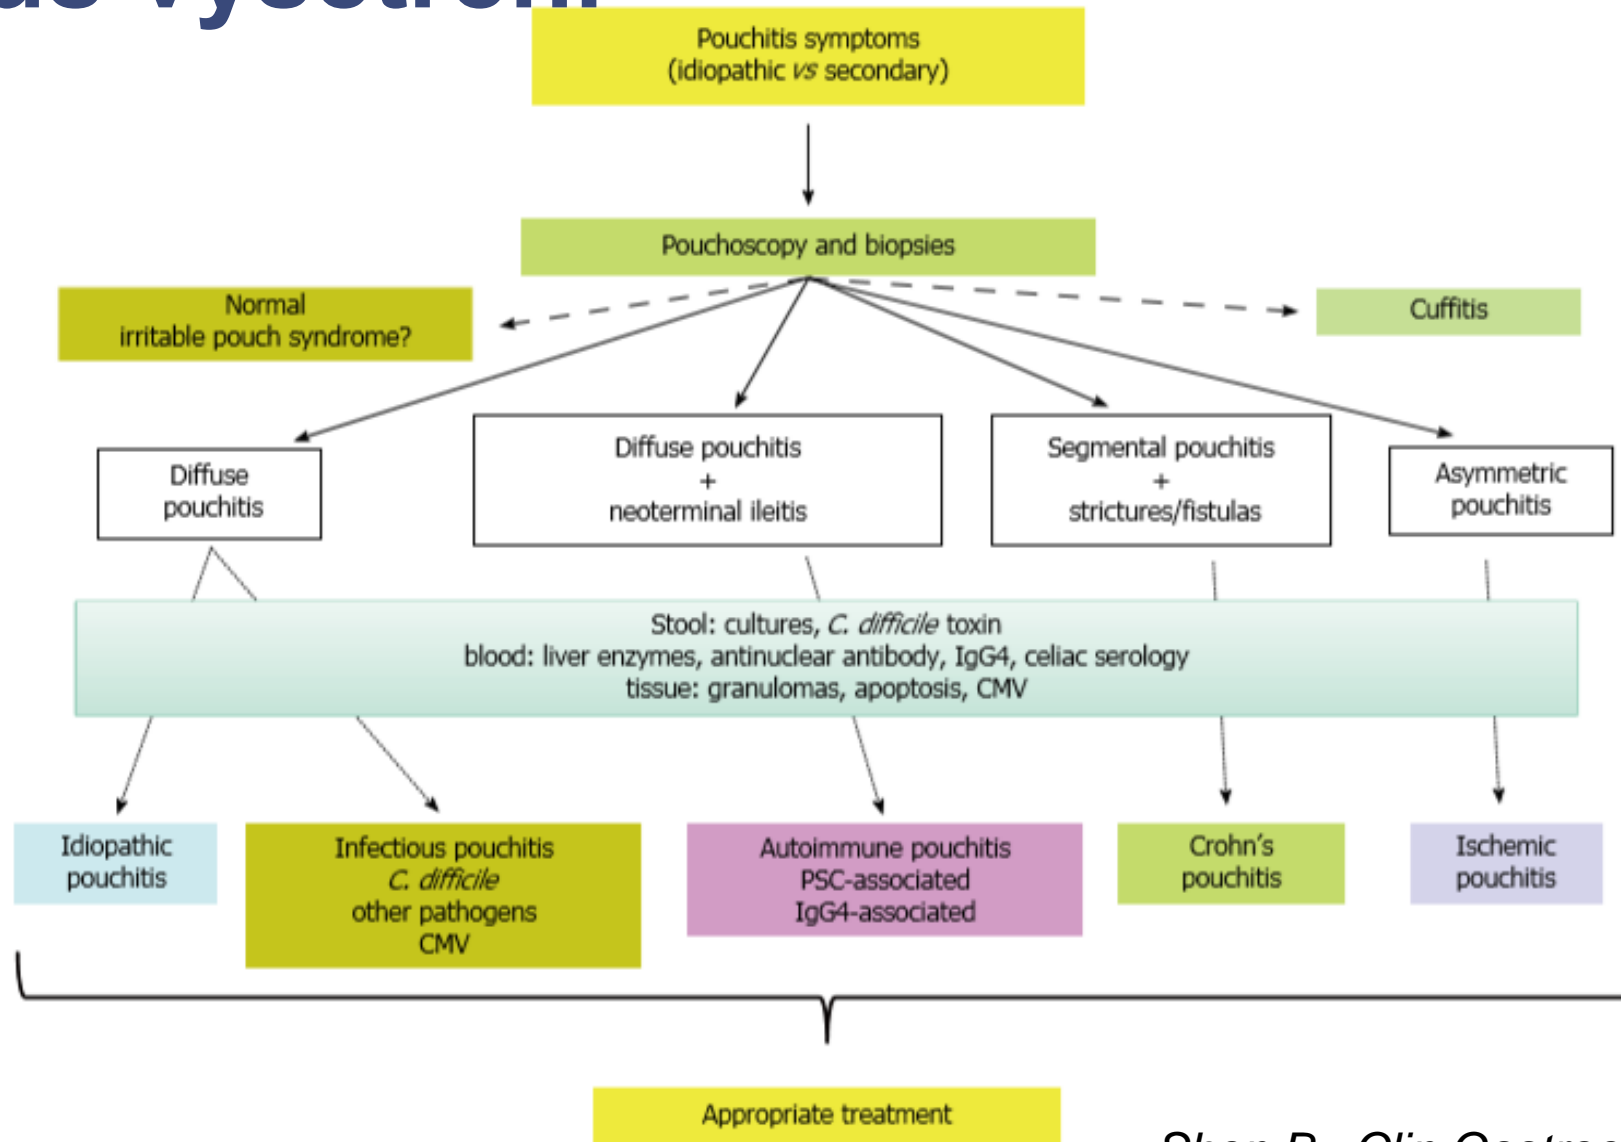 Pouchitis symptoms
(idiopathic vs secondary)
Pouchoscopy and biopsies
Normal
irritable pouch syndrome?
Cuffitis
Diffuse
pouchitis
Diffuse pouchitis
+
neoterminal ileitis
Segmental pouchitis
+
strictures/fistulas
Asymmetric
pouchitis
Stool: cultures, C. difficile toxin
blood: liver enzymes, antinuclear antibody, IgG4, celiac serology
tissue: granulomas, apoptosis, CMV
Idiopathic
pouchitis
Infectious pouchitis
C. difficile
other pathogens
CMV
Autoimmune pouchitis
PSC-associated
IgG4-associated
Crohn's
pouchitis
Ischemic
pouchitis
Appropriate treatment